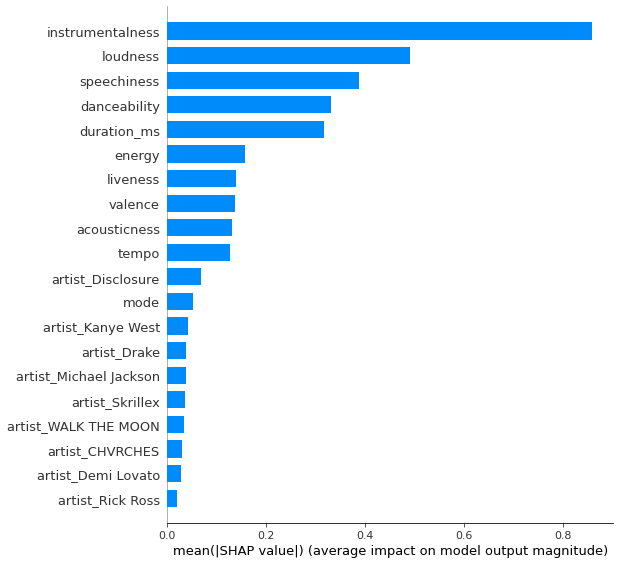 instrumentalness
loudness
speechiness
danceability
duration_ms
energy
liveness
valence
acousticness
tempo
artist_Disclosure
mode
artist_Kanye West
artist_Drake
artist_Michael Jackson
artist_Skrillex
artist_WALK THE MOON
artist_CHVRCHES
artist_Demi Lovato
artist_Rick Ross
0.0 0.2 0.4 0.6 0.8
mean(|SHAP value|) (average impact on model output magnitude)